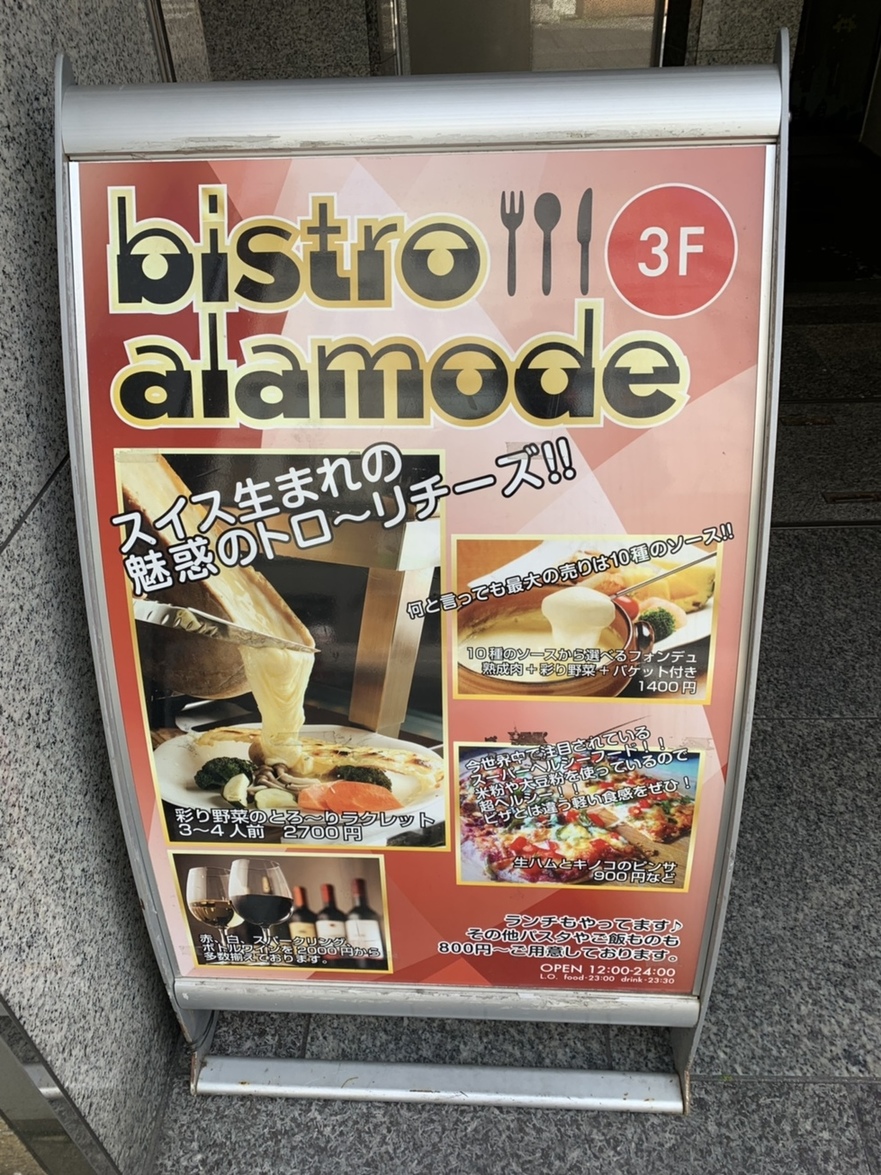 bistro
3F
alamode
スイス生まれの
魅惑のトロ〜リチーズ!!
何と言っても最大の売りは10種のソース!!
10種のソースから選べるフォンデュ
熟成肉+彩り野菜+バケット付き
1400円
彩り野菜のとろ〜りラクレット
3〜4人前 2700円
今世界中で注目されている
スーパーヘルシーフード!!
米粉や大豆粉を使っているので
超ヘルシー!!
ピザとは違う軽い食感をぜひ!
生ハムとキノコのピンサ
900円など
赤、白、スパークリング、
ボトルワインを2000円から
多数揃えております。
ランチもやってます♪
その他パスタやご飯ものも
800円〜ご用意しております。
OPEN 12:00-24:00
L.O. food-23:00 drink-23:30